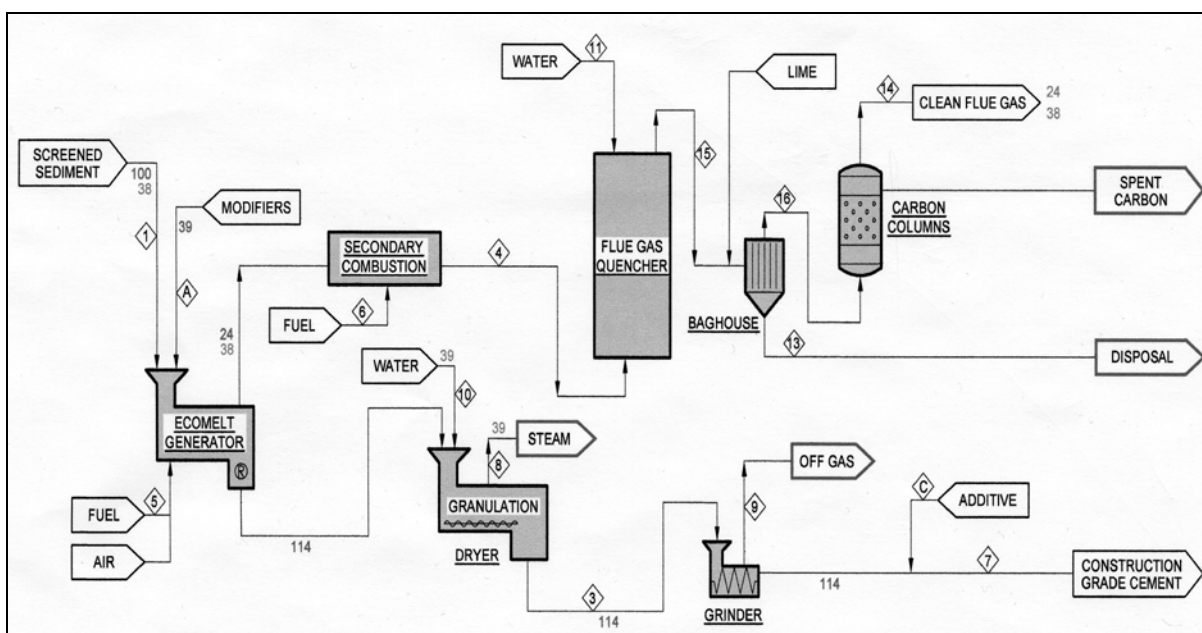 WATER
11
LIME
14
CLEAN FLUE GAS
24
38
SCREENED
SEDIMENT
100
38
MODIFIERS
39
1
A
SECONDARY
COMBUSTION
4
FUEL
6
FLUE GAS
QUENCHER
15
16
CARBON
COLUMNS
SPENT
CARBON
BAGHOUSE
13
DISPOSAL
24
38
WATER
39
10
ECOMELT
GENERATOR
®
STEAM
39
8
GRANULATION
DRYER
OFF GAS
9
C
ADDITIVE
FUEL
5
AIR
114
3
114
GRINDER
114
7
CONSTRUCTION
GRADE CEMENT